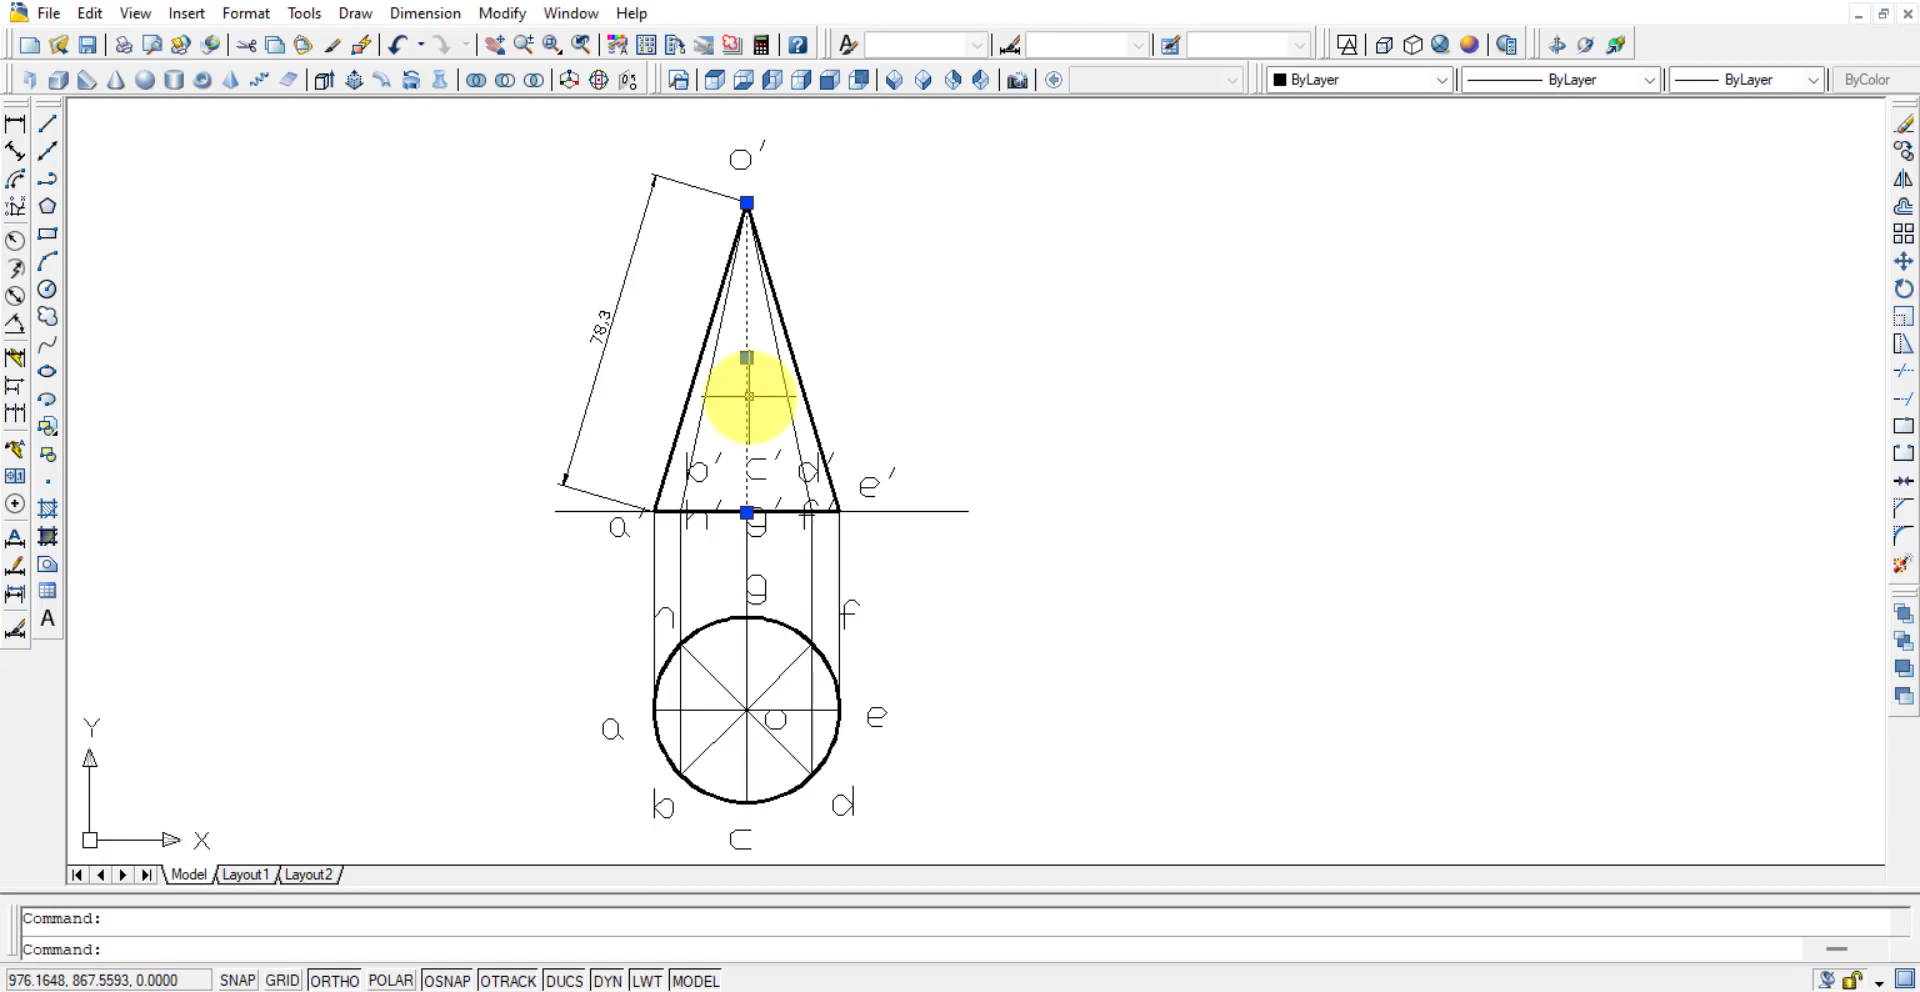 File Edit View Insert Format Tools Draw Dimension Modify Window Help
ByLayer ByLayer ByLayer ByColor
o'
78,3
b' c' d' e'
a' h' g' f'
g
h f
a o e
b d
c
Y
X
Model Layout1 Layout2
Command:
Command:
976.1648, 867.5593, 0.0000 SNAP GRID ORTHO POLAR OSNAP OTRACK DUCS DYN LWT MODEL